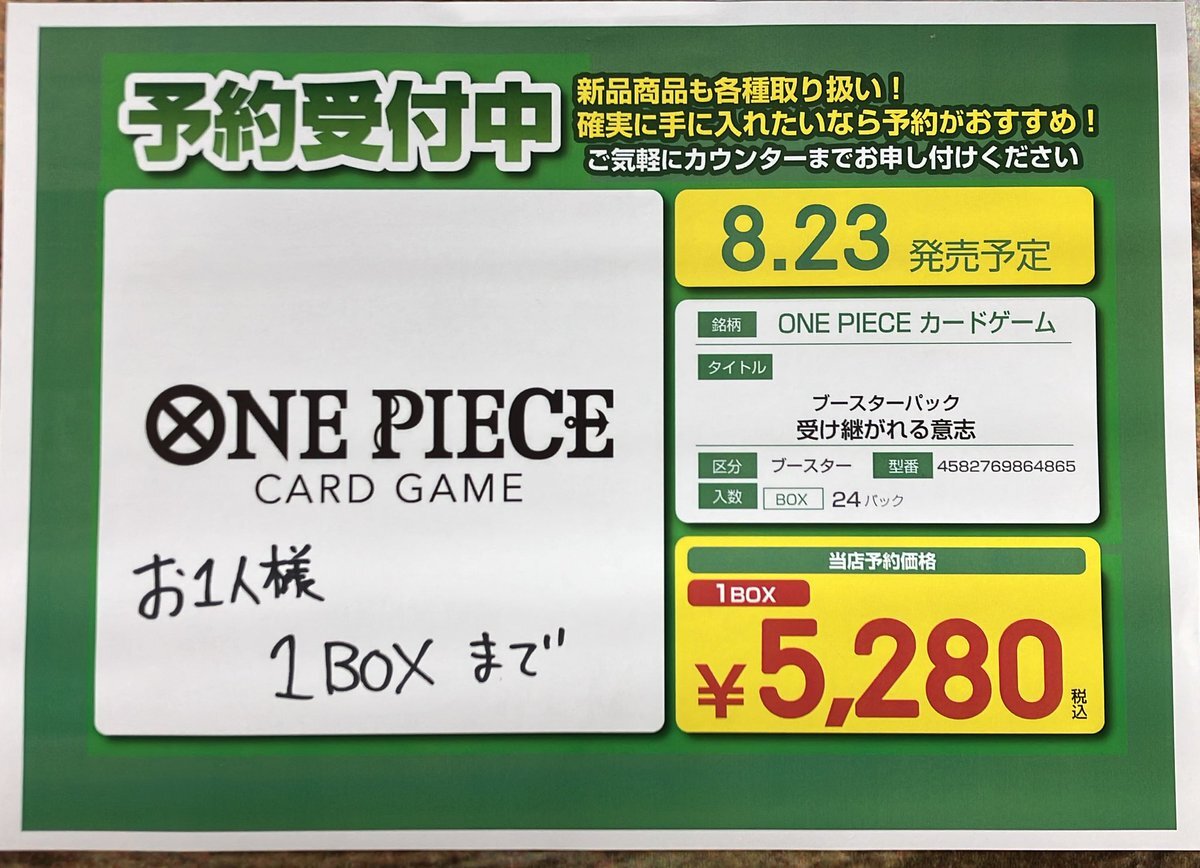 予約受付中
新品商品も各種取り扱い！
確実に手に入れたいなら予約がおすすめ！
ご気軽にカウンターまでお申し付けください
ONE PIECE
CARD GAME
お1人様
1BOX まで
8.23 発売予定
銘柄 ONE PIECE カードゲーム
タイトル
ブースターパック
受け継がれる意志
区分 ブースター 型番 4582769864865
入数 BOX 24パック
当店予約価格
1BOX
¥5,280 税込